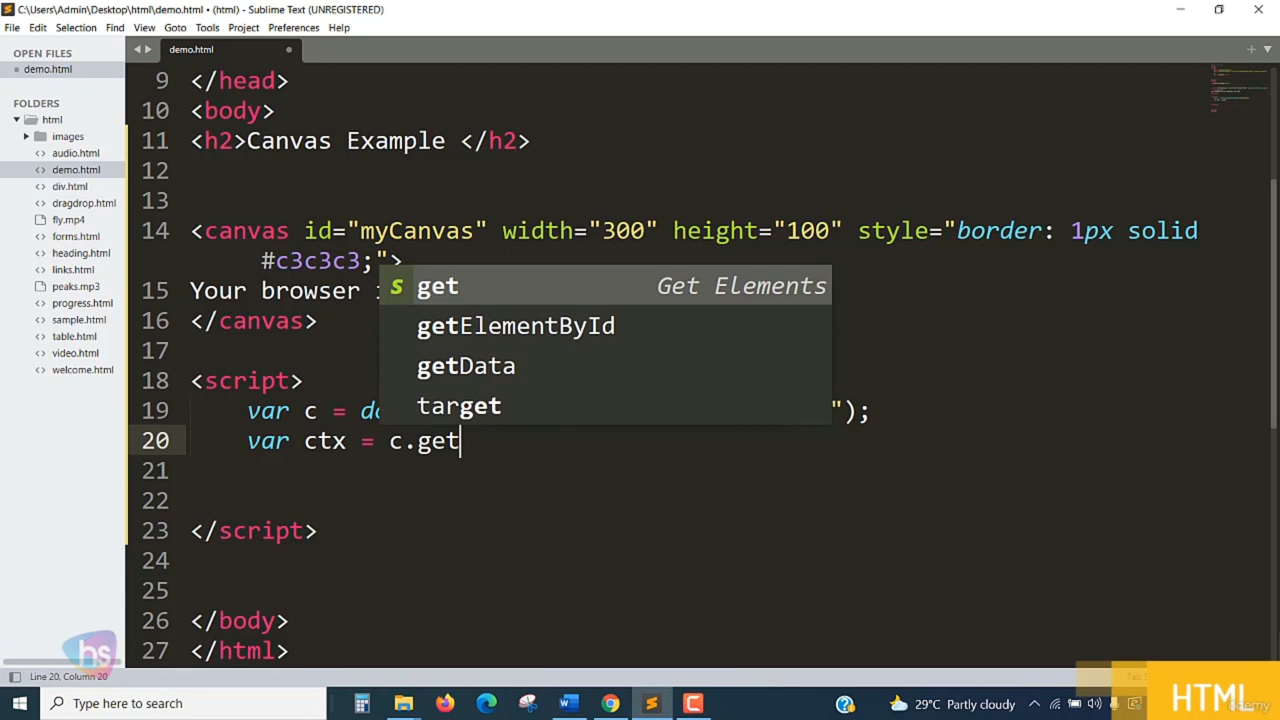 C:\Users\Admin\Desktop\html\demo.html • (html) - Sublime Text (UNREGISTERED)
File Edit Selection Find View Goto Tools Project Preferences Help
OPEN FILES
demo.html
FOLDERS
html
images
audio.html
demo.html
div.html
dragdrop.html
fly.mp4
forms.html
heading.html
links.html
peaks.mp4
progress.html
sample.html
table.html
video.html
welcome.html
demo.html
9 </head>
10 <body>
11 <h2>Canvas Example </h2>
12
13
14 <canvas id="myCanvas" width="300" height="100" style="border: 1px solid
#c3c3c3;">
15 Your browser
16 </canvas>
17
18 <script>
19 var c = do ");
20 var ctx = c.get
21
22
23 </script>
24
25
26 </body>
27 </html>
s get Get Elements
getElementById
getData
target
hs
Line 20, Column 20
Type here to search
29°C Partly cloudy
HTML